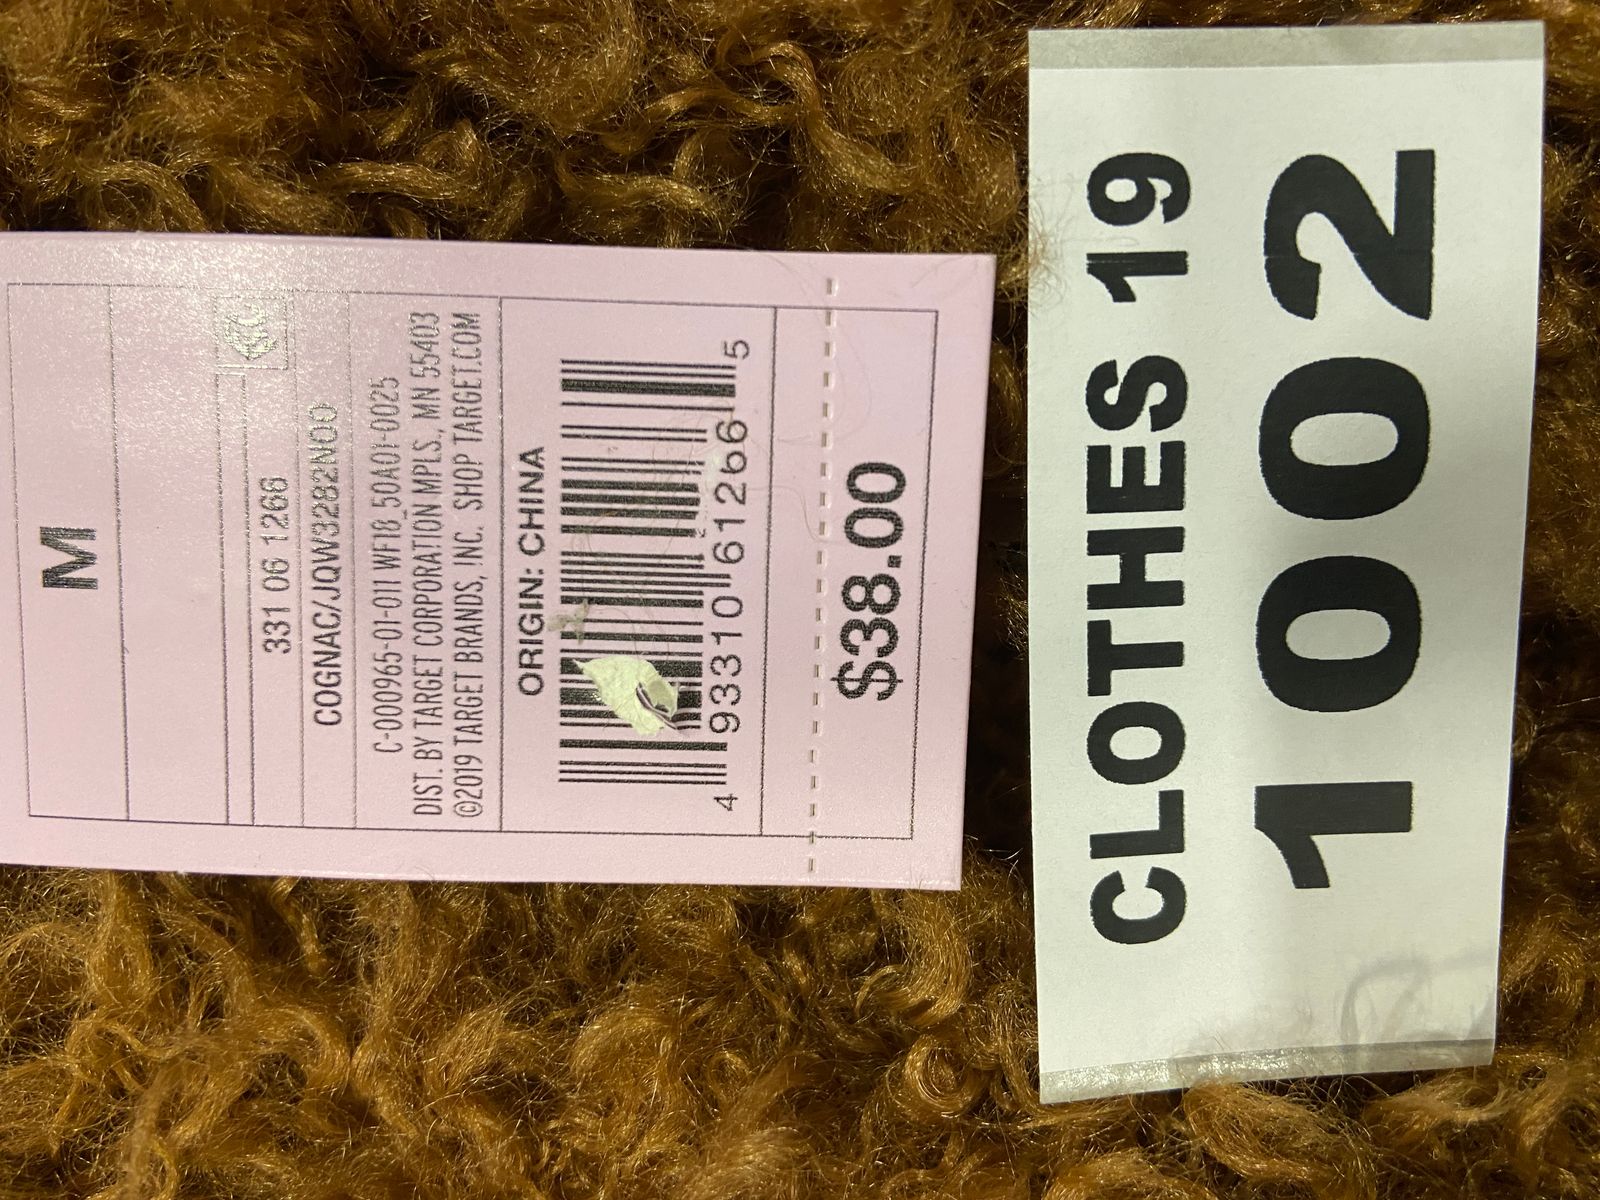 M
331 06 1266
COGNAC/JQW3282N00
C-000965-01-011 WF18_50A01-0025
DIST. BY TARGET CORPORATION MPLS., MN 55403
©2019 TARGET BRANDS, INC. SHOP TARGET.COM
ORIGIN: CHINA
4 93310 61266 5
$38.00
CLOTHES 19
1002